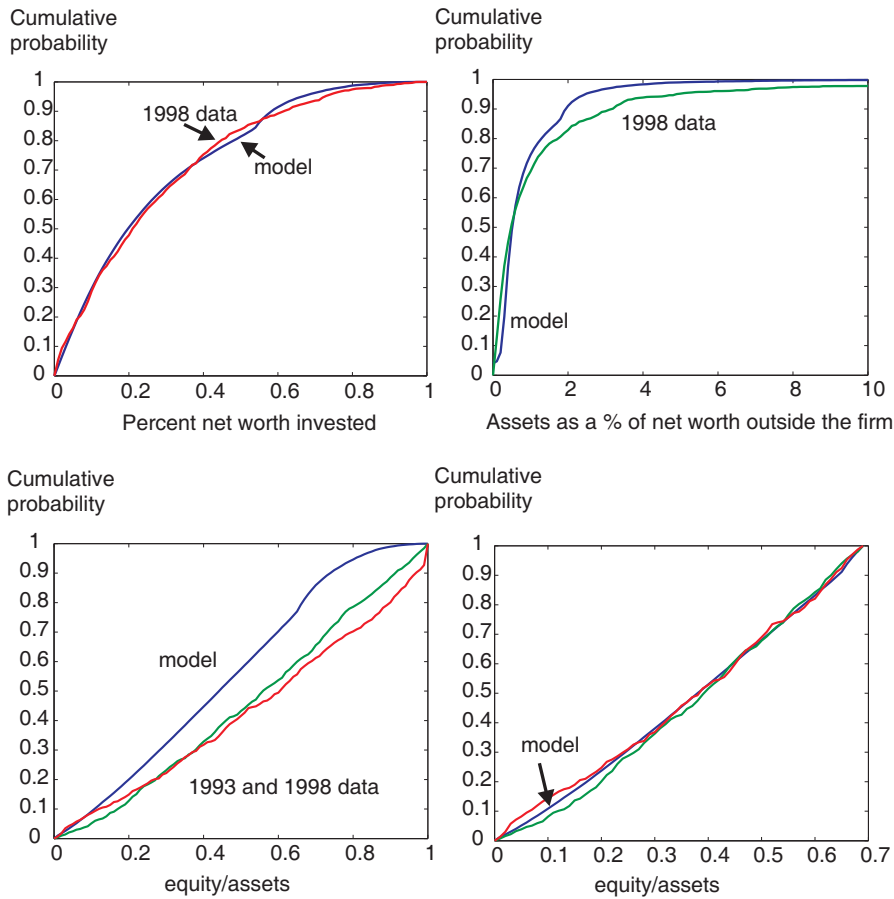 Cumulative
probability
1
0.9
0.8
0.7
0.6
0.5
0.4
0.3
0.2
0.1
0
1998 data
model
0 0.2 0.4 0.6 0.8 1
Percent net worth invested
Cumulative
probability
1
0.9
0.8
0.7
0.6
0.5
0.4
0.3
0.2
0.1
0
1998 data
model
0 2 4 6 8 10
Assets as a % of net worth outside the firm
Cumulative
probability
1
0.9
0.8
0.7
0.6
0.5
0.4
0.3
0.2
0.1
0
model
1993 and 1998 data
0 0.2 0.4 0.6 0.8 1
equity/assets
Cumulative
probability
1
0.9
0.8
0.7
0.6
0.5
0.4
0.3
0.2
0.1
0
model
0 0.1 0.2 0.3 0.4 0.5 0.6 0.7
equity/assets